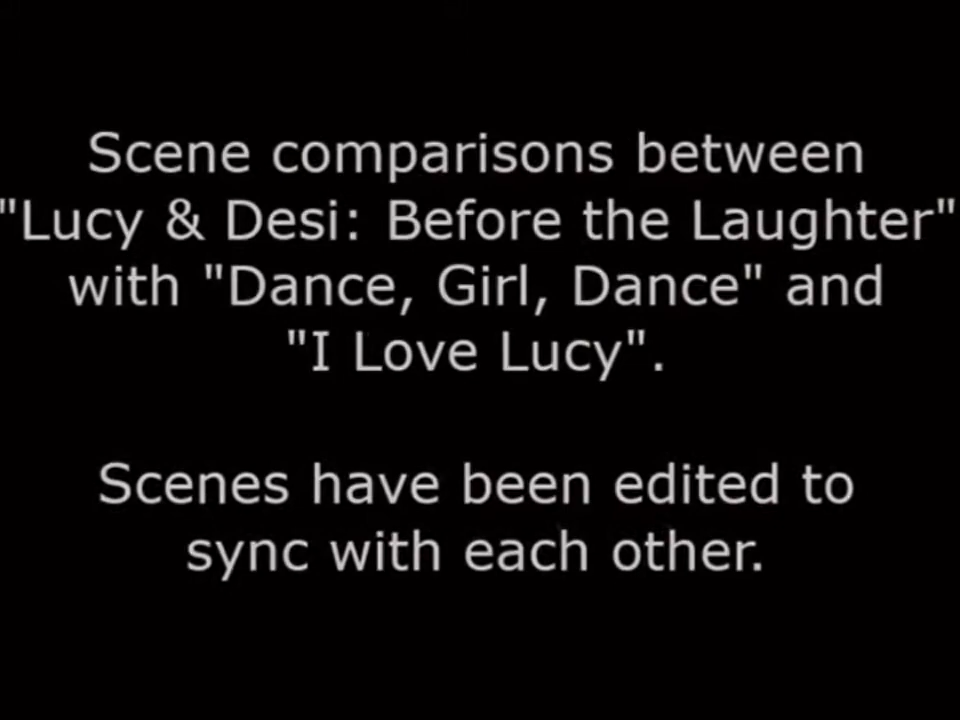 Scene comparisons between
"Lucy & Desi: Before the Laughter"
with "Dance, Girl, Dance" and
"I Love Lucy".
Scenes have been edited to
sync with each other.